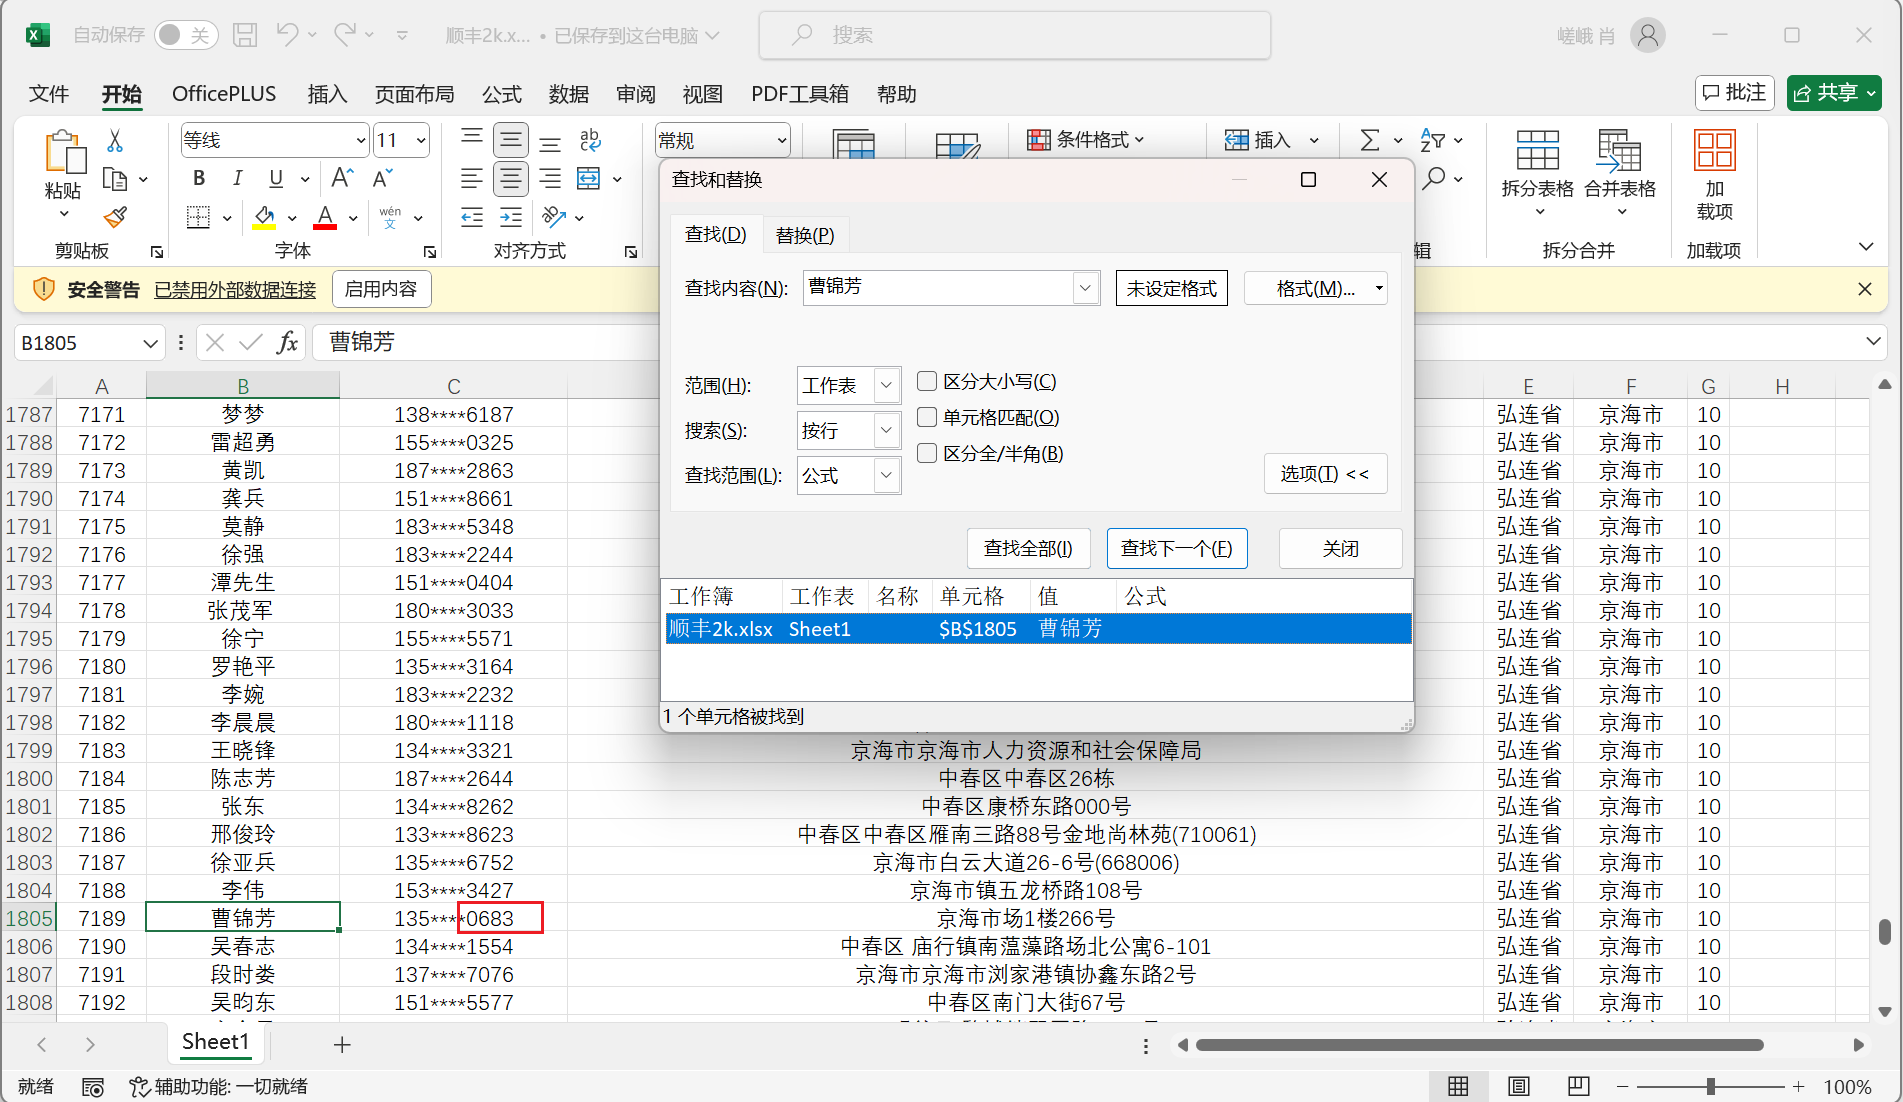 自动保存 关 顺丰2k.x... • 已保存到这台电脑 搜索 嵯峨 肖
文件 开始 OfficePLUS 插入 页面布局 公式 数据 审阅 视图 PDF工具箱 帮助 批注 共享
等线 11 常规 条件格式 插入
粘贴 B I U A A 拆分表格 合并表格 加载项
wén 文
剪贴板 字体 对齐方式 辑 拆分合并 加载项
安全警告 已禁用外部数据连接 启用内容
B1805 fx 曹锦芳
查找和替换
查找(D) 替换(P)
查找内容(N): 曹锦芳 未设定格式 格式(M)...
范围(H): 工作表 区分大小写(C)
单元格匹配(O)
搜索(S): 按行
区分全/半角(B)
查找范围(L): 公式 选项(T) <<
查找全部(I) 查找下一个(F) 关闭
工作簿 工作表 名称 单元格 值 公式
顺丰2k.xlsx Sheet1 $B$1805 曹锦芳
1 个单元格被找到
A B C E F G H
1787 7171 梦梦 138****6187 弘连省 京海市 10
1788 7172 雷超勇 155****0325 弘连省 京海市 10
1789 7173 黄凯 187****2863 弘连省 京海市 10
1790 7174 龚兵 151****8661 弘连省 京海市 10
1791 7175 莫静 183****5348 弘连省 京海市 10
1792 7176 徐强 183****2244 弘连省 京海市 10
1793 7177 潭先生 151****0404 弘连省 京海市 10
1794 7178 张茂军 180****3033 弘连省 京海市 10
1795 7179 徐宁 155****5571 弘连省 京海市 10
1796 7180 罗艳平 135****3164 弘连省 京海市 10
1797 7181 李婉 183****2232 弘连省 京海市 10
1798 7182 李晨晨 180****1118 弘连省 京海市 10
1799 7183 王晓锋 134****3321 京海市京海市人力资源和社会保障局 弘连省 京海市 10
1800 7184 陈志芳 187****2644 中春区中春区26栋 弘连省 京海市 10
1801 7185 张东 134****8262 中春区康桥东路000号 弘连省 京海市 10
1802 7186 邢俊玲 133****8623 中春区中春区雁南三路88号金地尚林苑(710061) 弘连省 京海市 10
1803 7187 徐亚兵 135****6752 京海市白云大道26-6号(668006) 弘连省 京海市 10
1804 7188 李伟 153****3427 京海市镇五龙桥路108号 弘连省 京海市 10
1805 7189 曹锦芳 135****0683 京海市场1楼266号 弘连省 京海市 10
1806 7190 吴春志 134****1554 中春区 庙行镇南蕰藻路场北公寓6-101 弘连省 京海市 10
1807 7191 段时娄 137****7076 京海市京海市浏家港镇协鑫东路2号 弘连省 京海市 10
1808 7192 吴昀东 151****5577 中春区南门大街67号 弘连省 京海市 10
Sheet1
就绪 辅助功能: 一切就绪 100%